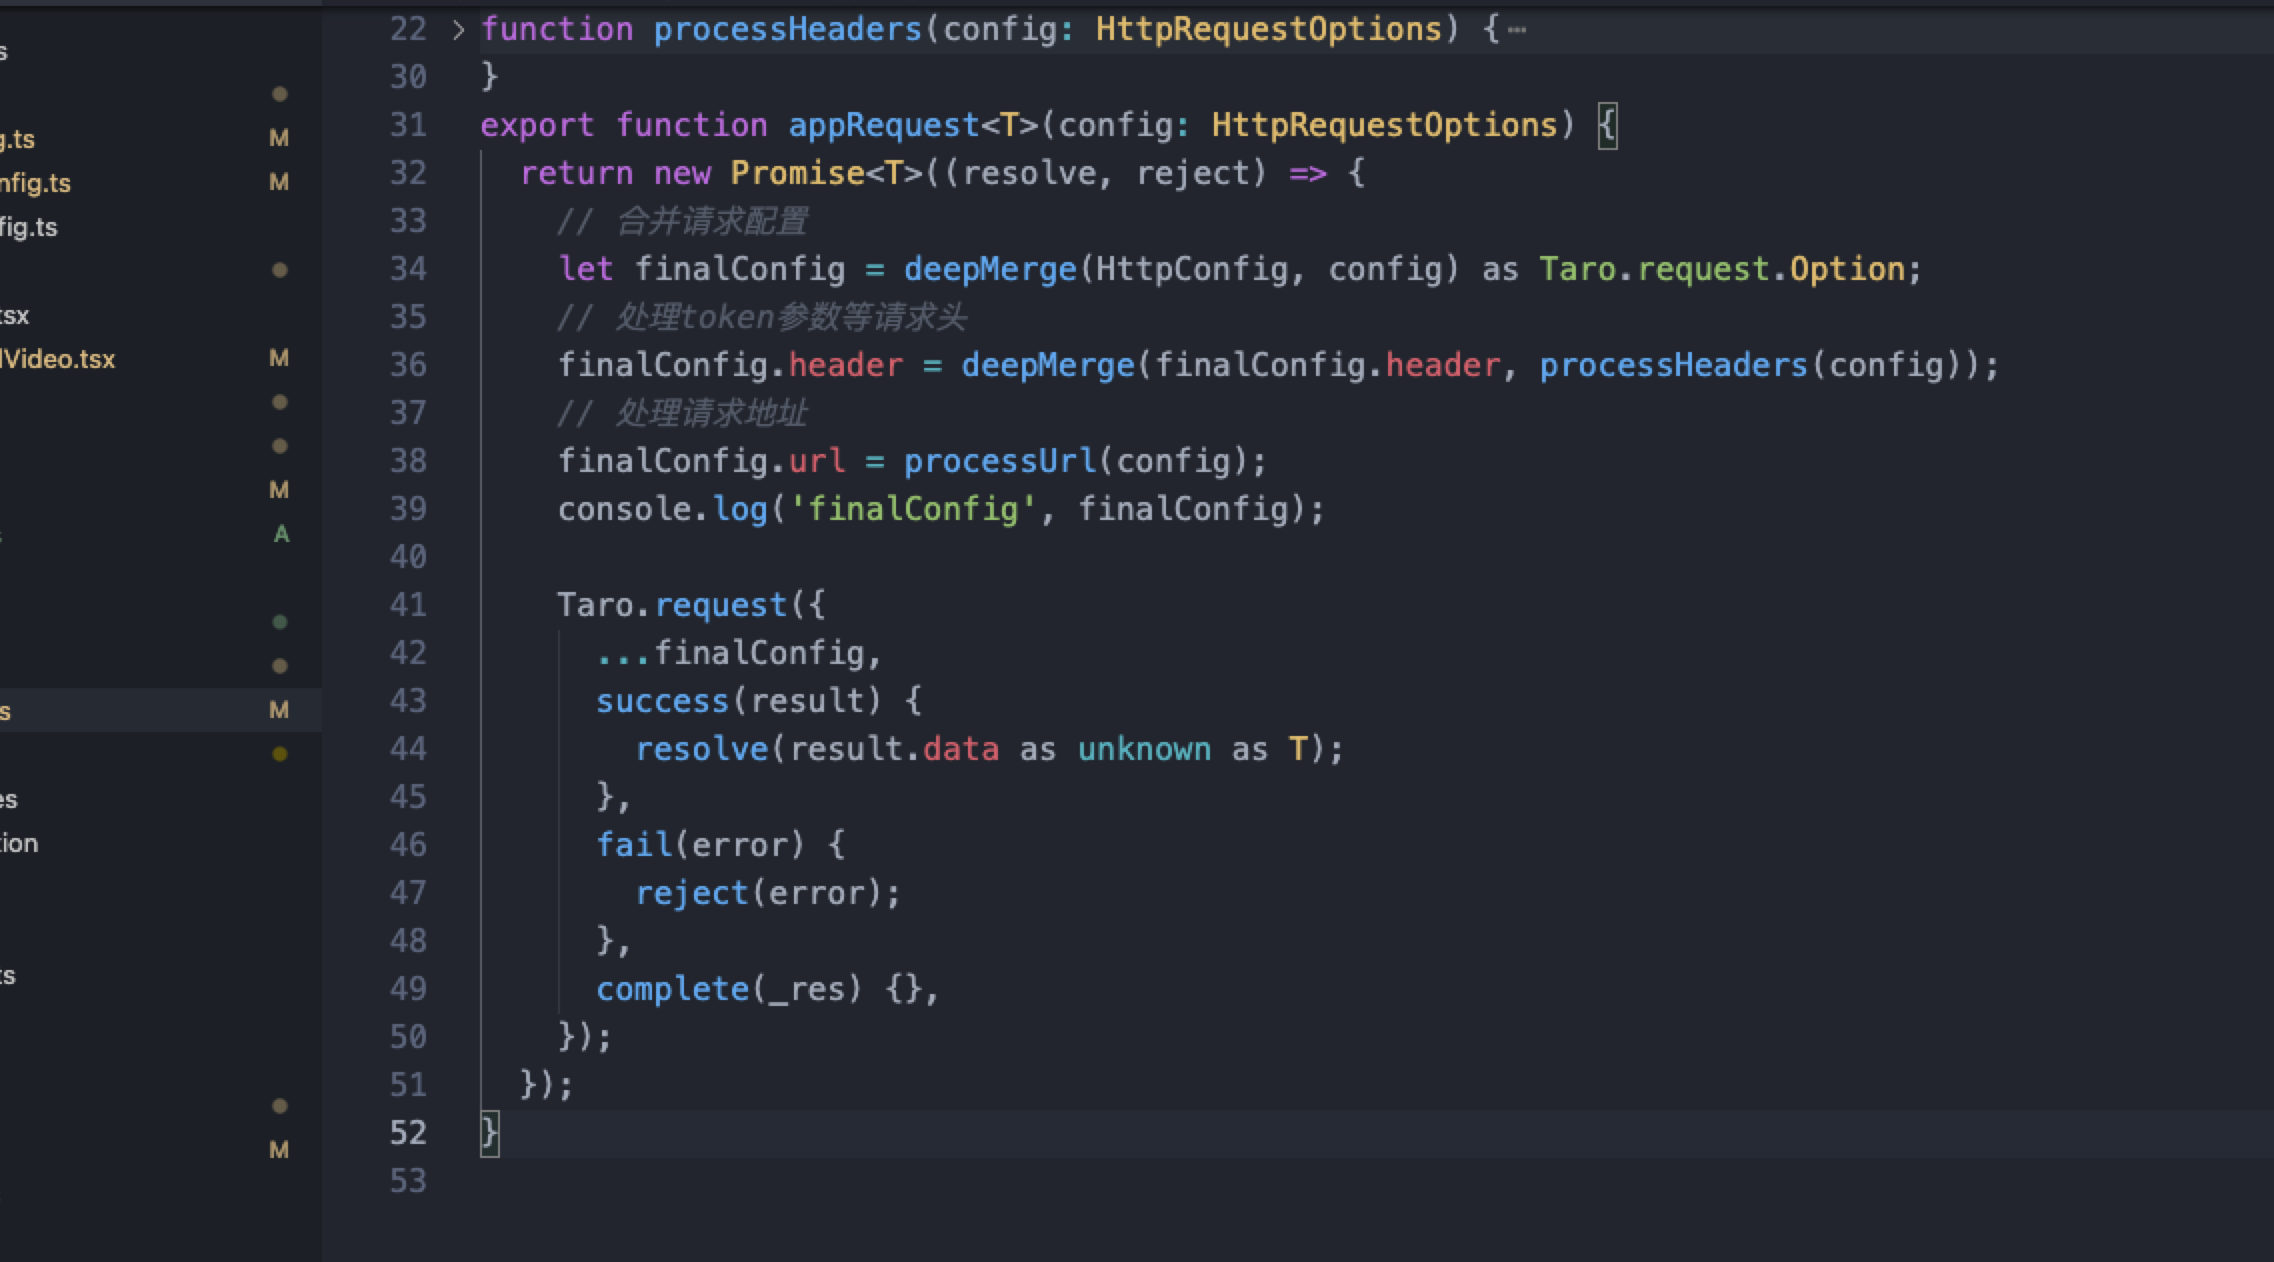 s
g.ts M
nfig.ts M
fig.ts
tsx
lVideo.tsx M
M
A
s M
es
tion
ts
M
22 > function processHeaders(config: HttpRequestOptions) {…
30 }
31 export function appRequest<T>(config: HttpRequestOptions) {
32 return new Promise<T>((resolve, reject) => {
33 // 合并请求配置
34 let finalConfig = deepMerge(HttpConfig, config) as Taro.request.Option;
35 // 处理token参数等请求头
36 finalConfig.header = deepMerge(finalConfig.header, processHeaders(config));
37 // 处理请求地址
38 finalConfig.url = processUrl(config);
39 console.log('finalConfig', finalConfig);
40
41 Taro.request({
42 ...finalConfig,
43 success(result) {
44 resolve(result.data as unknown as T);
45 },
46 fail(error) {
47 reject(error);
48 },
49 complete(_res) {},
50 });
51 });
52 }
53